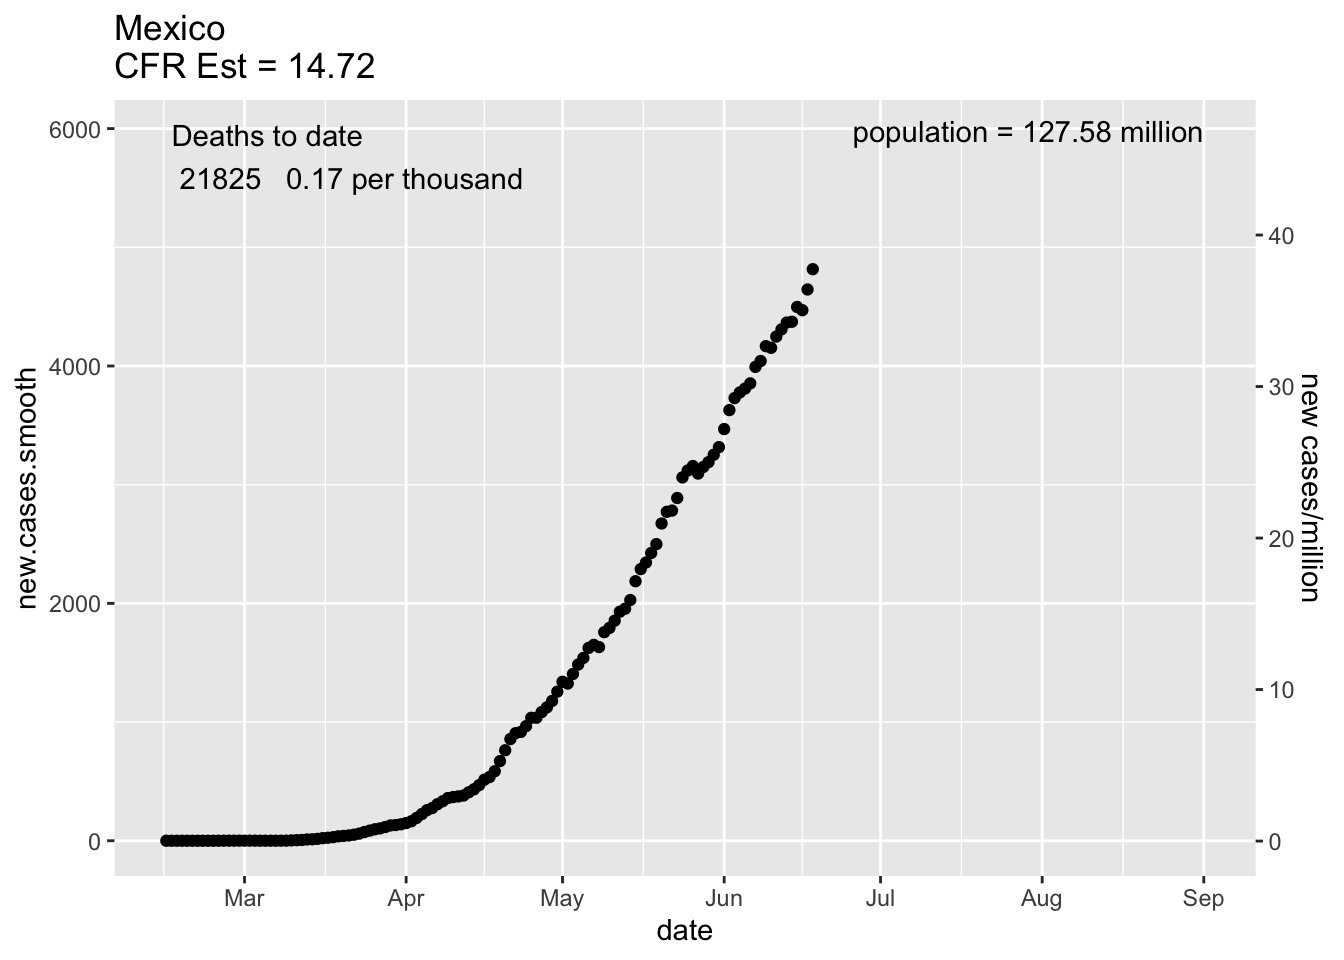 Mexico
CFR Est = 14.72
Deaths to date
21825 0.17 per thousand
population = 127.58 million
6000
4000
2000
0
new.cases.smooth
40
30
20
10
0
new cases/million
Mar Apr May Jun Jul Aug Sep
date